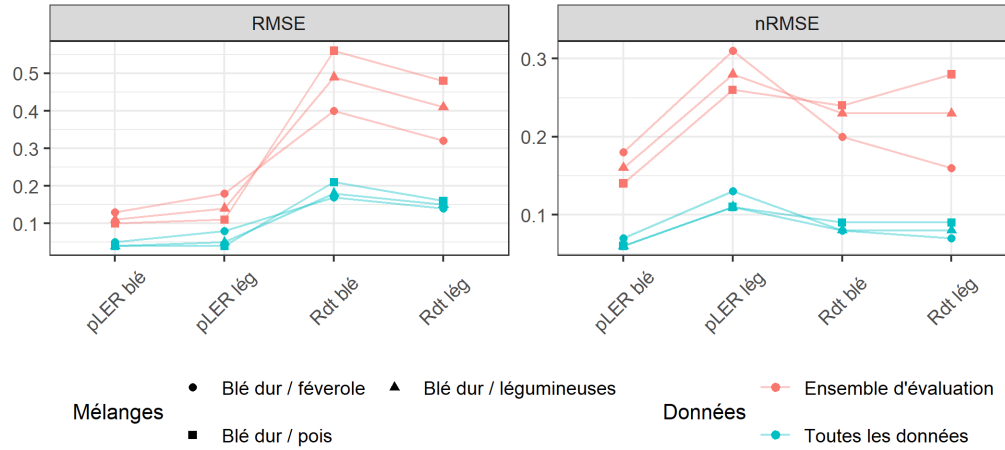 RMSE
0.5
0.4
0.3
0.2
0.1
pLER blé
pLER lég
Rdt blé
Rdt lég
nRMSE
0.3
0.2
0.1
pLER blé
pLER lég
Rdt blé
Rdt lég
Mélanges
Blé dur / féverole
Blé dur / légumineuses
Blé dur / pois
Données
Ensemble d'évaluation
Toutes les données